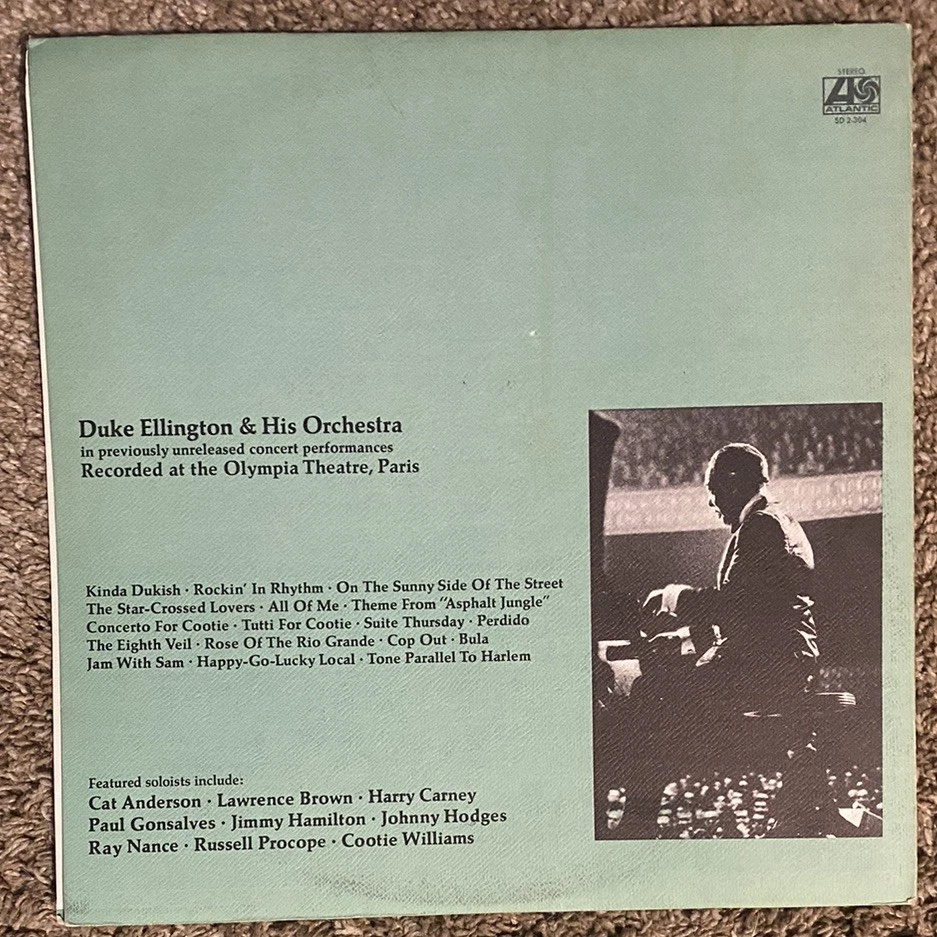 STEREO
ATLANTIC
SD 2-304
Duke Ellington & His Orchestra
in previously unreleased concert performances
Recorded at the Olympia Theatre, Paris
Kinda Dukish · Rockin' In Rhythm · On The Sunny Side Of The Street
The Star-Crossed Lovers · All Of Me · Theme From "Asphalt Jungle"
Concerto For Cootie · Tutti For Cootie · Suite Thursday · Perdido
The Eighth Veil · Rose Of The Rio Grande · Cop Out · Bula
Jam With Sam · Happy-Go-Lucky Local · Tone Parallel To Harlem
Featured soloists include:
Cat Anderson · Lawrence Brown · Harry Carney
Paul Gonsalves · Jimmy Hamilton · Johnny Hodges
Ray Nance · Russell Procope · Cootie Williams